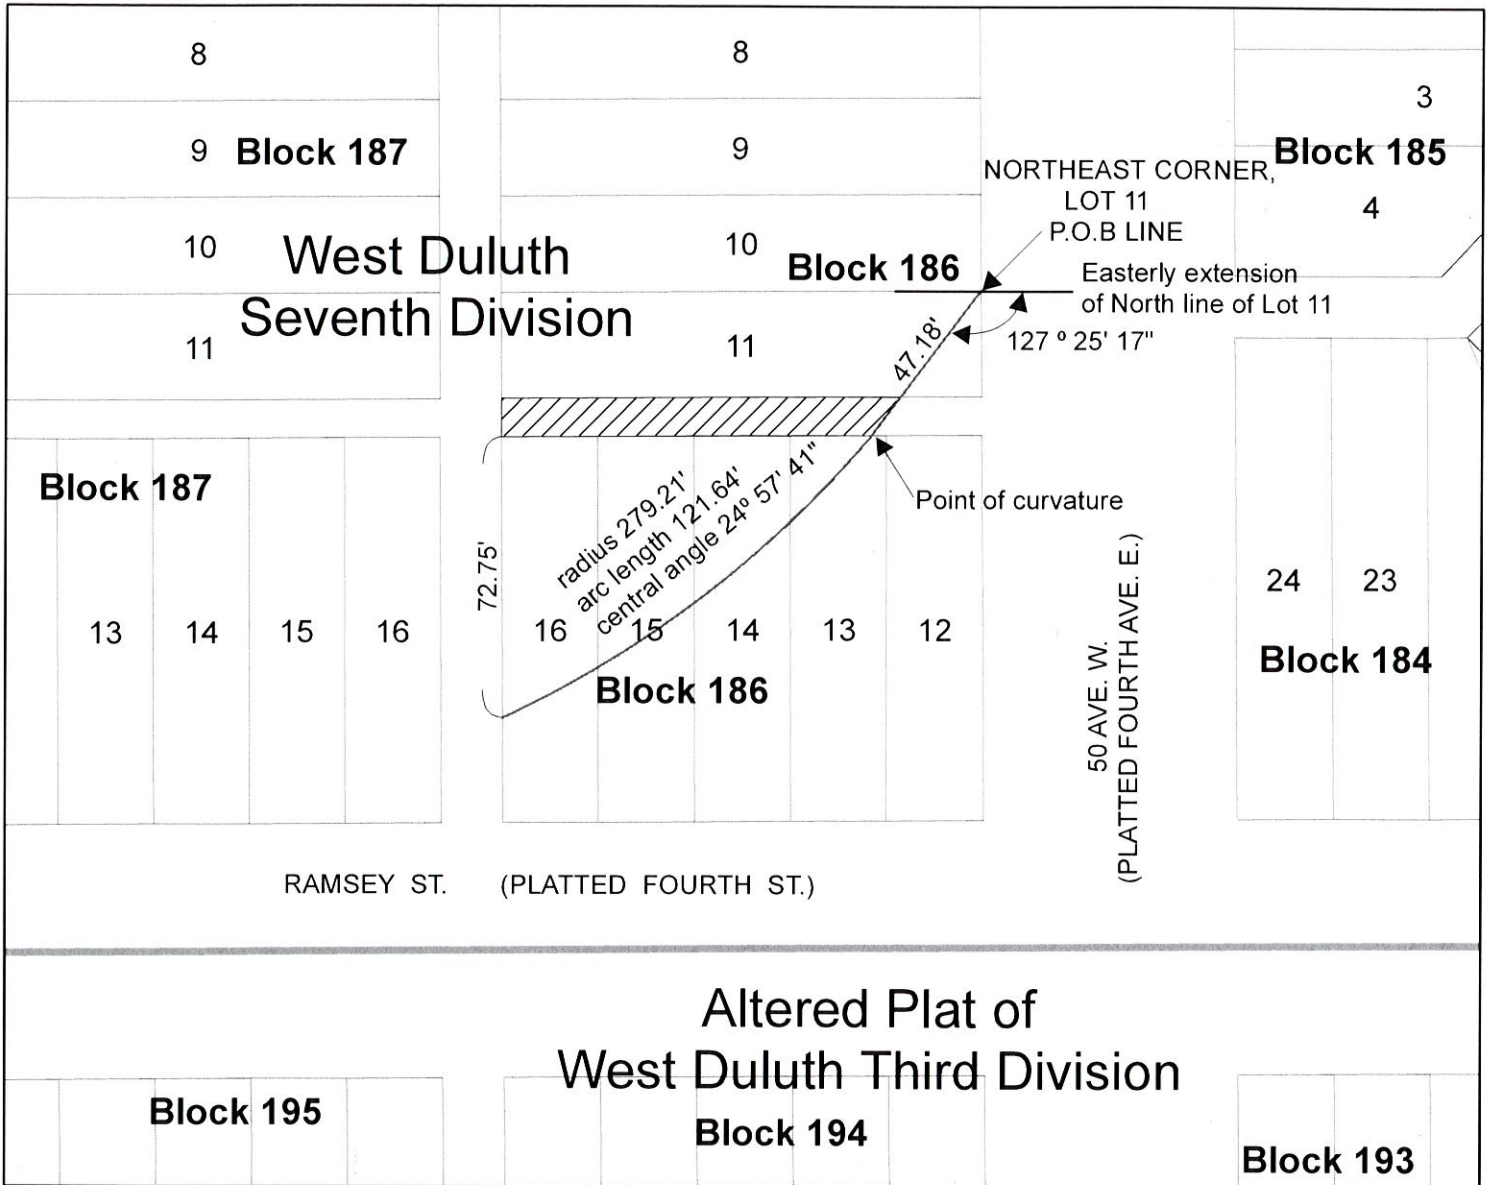 8
8
3
9
Block 187
9
Block 185
NORTHEAST CORNER,
LOT 11
P.O.B LINE
4
10
West Duluth
Seventh Division
10
Block 186
Easterly extension
of North line of Lot 11
11
11
47.18'
127 º 25' 17"
Block 187
radius 279.21'
arc length 121.64'
central angle 24º 57' 41"
Point of curvature
72.75'
13
14
15
16
16
15
14
13
12
Block 186
50 AVE. W.
(PLATTED FOURTH AVE. E.)
24
23
Block 184
RAMSEY ST. (PLATTED FOURTH ST.)
Altered Plat of
West Duluth Third Division
Block 195
Block 194
Block 193